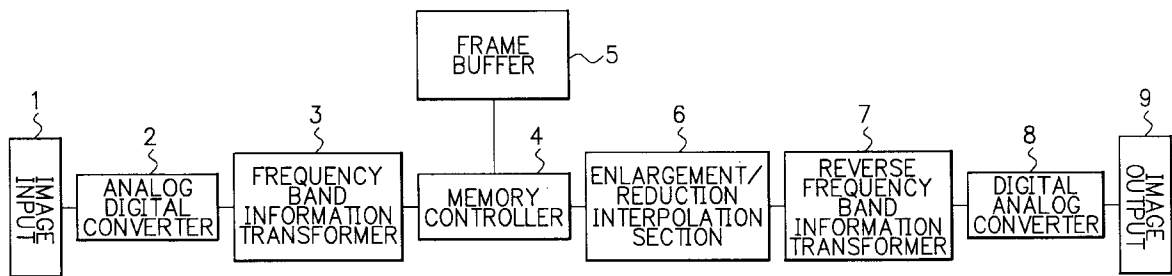 1
IMAGE
INPUT
2
ANALOG
DIGITAL
CONVERTER
3
FREQUENCY
BAND
INFORMATION
TRANSFORMER
FRAME
BUFFER
5
4
MEMORY
CONTROLLER
6
ENLARGEMENT/
REDUCTION
INTERPOLATION
SECTION
7
REVERSE
FREQUENCY
BAND
INFORMATION
TRANSFORMER
8
DIGITAL
ANALOG
CONVERTER
9
IMAGE
OUTPUT